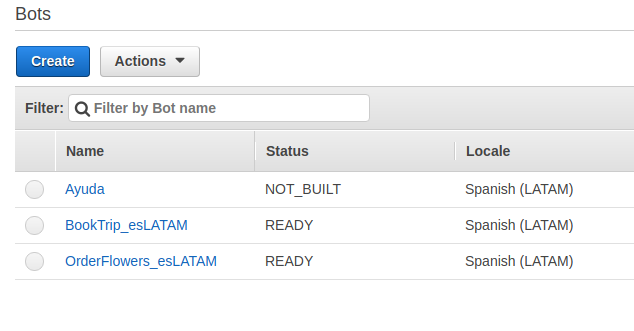 Bots
Create Actions
Filter: Filter by Bot name
Name Status Locale
Ayuda NOT_BUILT Spanish (LATAM)
BookTrip_esLATAM READY Spanish (LATAM)
OrderFlowers_esLATAM READY Spanish (LATAM)